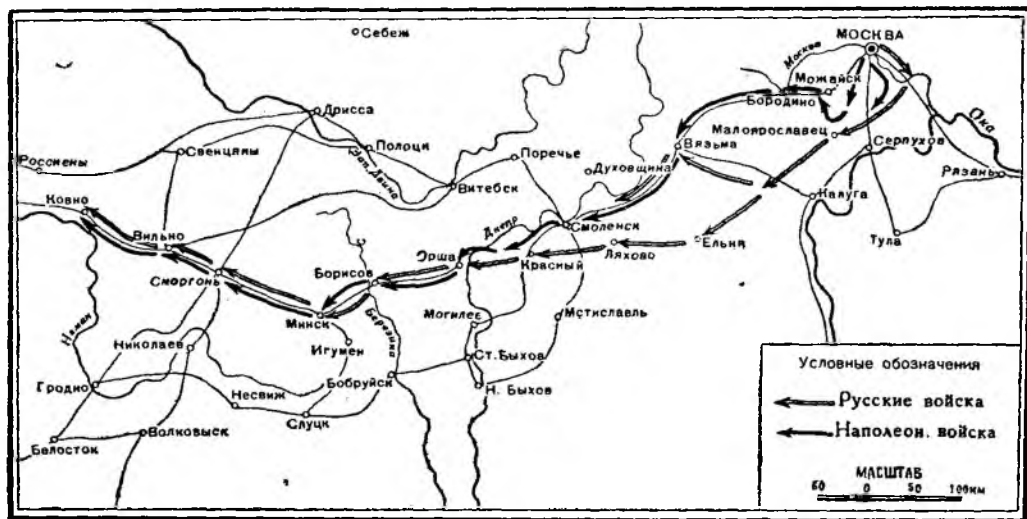 Себеж
МОСКВА
Москва
Можайск
Бородино
Ока
Дрисса
Малоярославец
Вязьма
Серпухов
Россиены
Свенцяны
Полоцк
Зап. Двина
Поречье
Духовщина
Рязань
Витебск
Калуга
Ковно
Днепр
Смоленск
Тула
Вильно
Орша
Ельня
Ляхово
Красный
Сморгонь
Борисов
Неман
Минск
Березина
Могилев
Мстиславль
Николаев
Игумен
Ст. Быхов
Гродно
Бобруйск
Несвиж
Н. Быхов
Слуцк
Белосток
Волковыск
Условные обозначения
Русские войска
Наполеон. войска
МАСШТАБ
50 0 50 100км